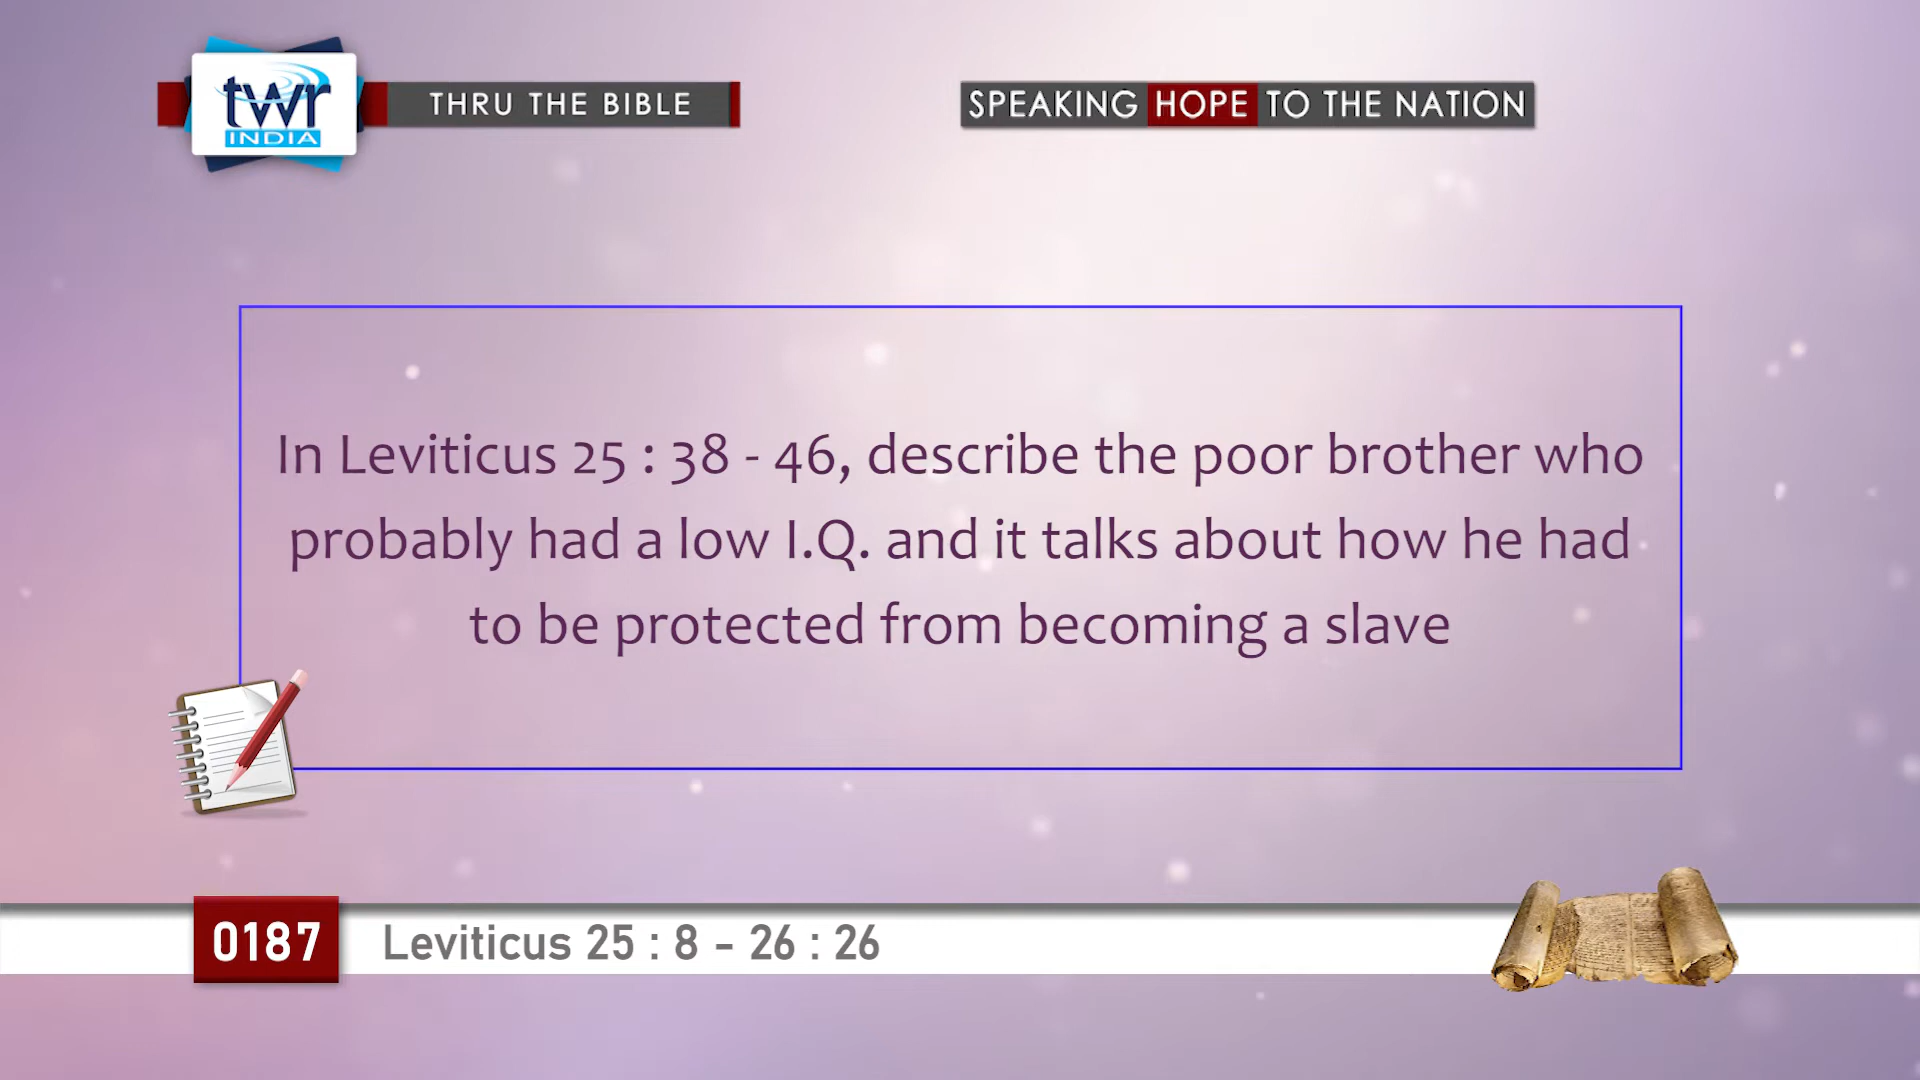 twr
INDIA
THRU THE BIBLE
SPEAKING HOPE TO THE NATION
In Leviticus 25 : 38 - 46, describe the poor brother who
probably had a low I.Q. and it talks about how he had
to be protected from becoming a slave
0187
Leviticus 25 : 8 - 26 : 26